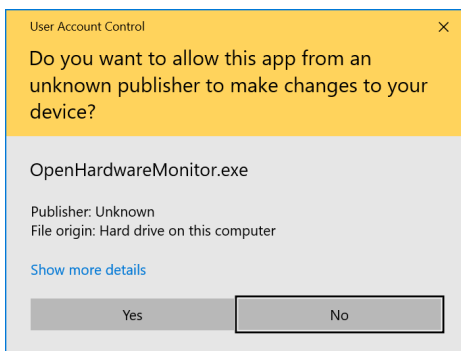 User Account Control
Do you want to allow this app from an
unknown publisher to make changes to your
device?
OpenHardwareMonitor.exe
Publisher: Unknown
File origin: Hard drive on this computer
Show more details
Yes
No